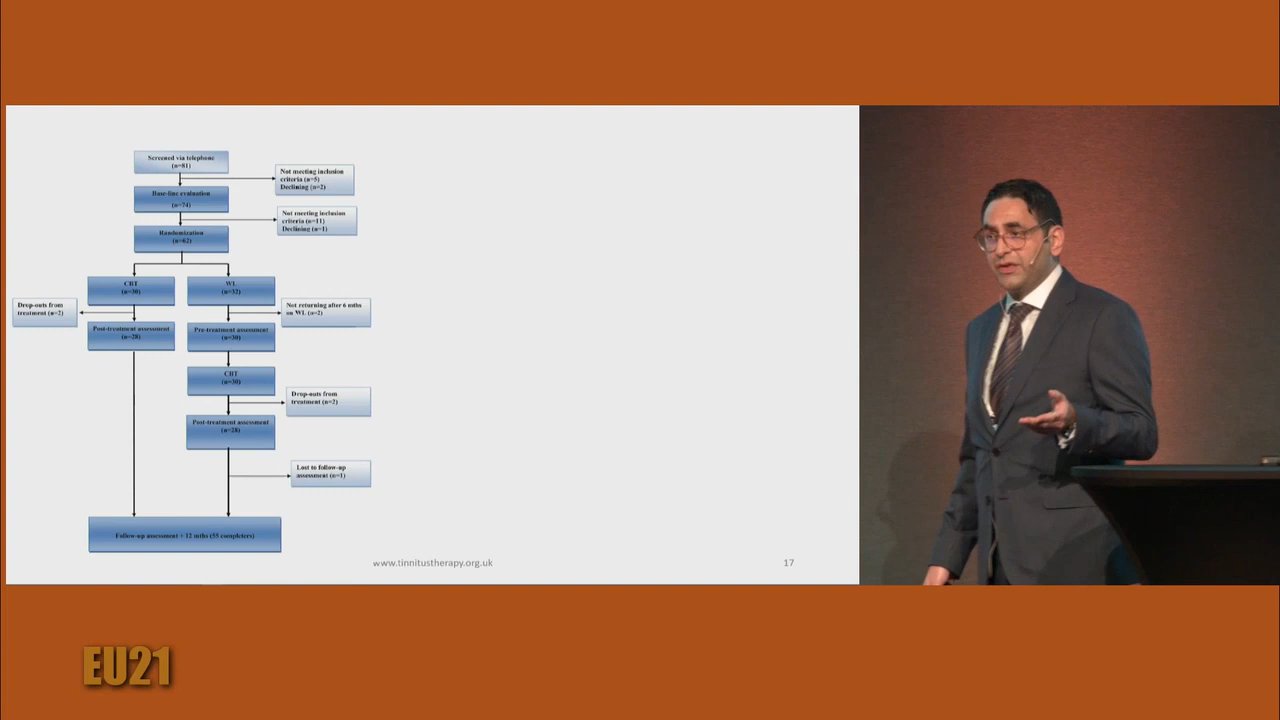 Screened via telephone
(n=81)
Not meeting inclusion
criteria (n=5)
Declining (n=2)
Base-line evaluation
(n=74)
Not meeting inclusion
criteria (n=11)
Declining (n=1)
Randomization
(n=62)
CBT
(n=30)
WL
(n=32)
Drop-outs from
treatment (n=2)
Not returning after 6 mths
on WL (n=2)
Post-treatment assessment
(n=28)
Pre-treatment assessment
(n=30)
CBT
(n=30)
Drop-outs from
treatment (n=2)
Post-treatment assessment
(n=28)
Lost to follow-up
assessment (n=1)
Follow-up assessment + 12 mths (55 completers)
www.tinnitustherapy.org.uk
17
EU21